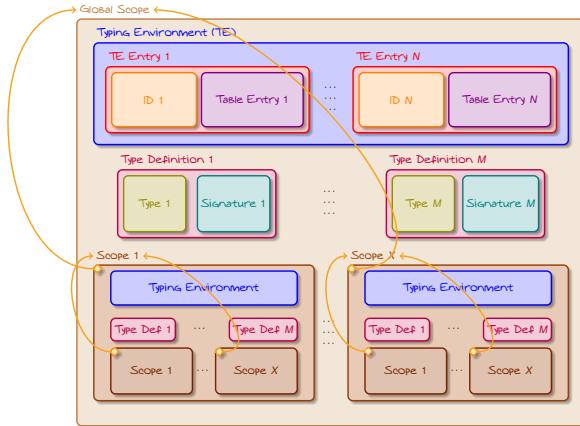 Global Scope
Typing Environment (TE)
TE Entry 1
TE Entry N
ID 1
Table Entry 1
...
...
...
ID N
Table Entry N
Type Definition 1
Type Definition M
Type 1
Signature 1
...
...
...
Type M
Signature M
Scope 1
Scope X
Typing Environment
Typing Environment
Type Def 1
...
Type Def M
...
...
...
Type Def 1
...
Type Def M
Scope 1
...
Scope X
Scope 1
...
Scope X